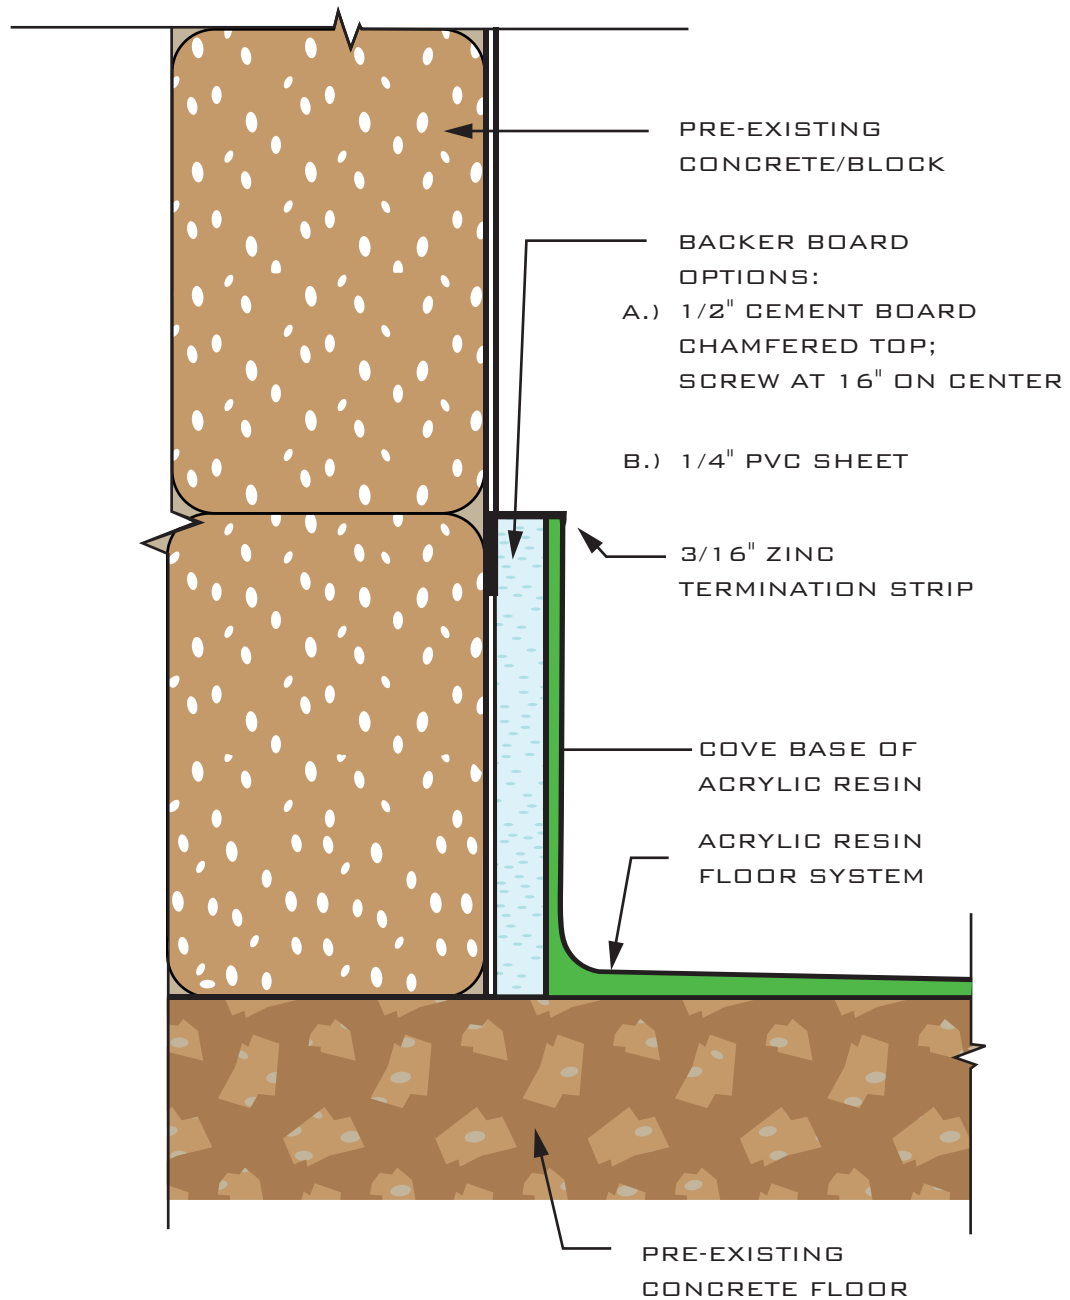 PRE-EXISTING
CONCRETE/BLOCK
BACKER BOARD
OPTIONS:
A.) 1/2" CEMENT BOARD
CHAMFERED TOP;
SCREW AT 16" ON CENTER
B.) 1/4" PVC SHEET
3/16" ZINC
TERMINATION STRIP
COVE BASE OF
ACRYLIC RESIN
ACRYLIC RESIN
FLOOR SYSTEM
PRE-EXISTING
CONCRETE FLOOR